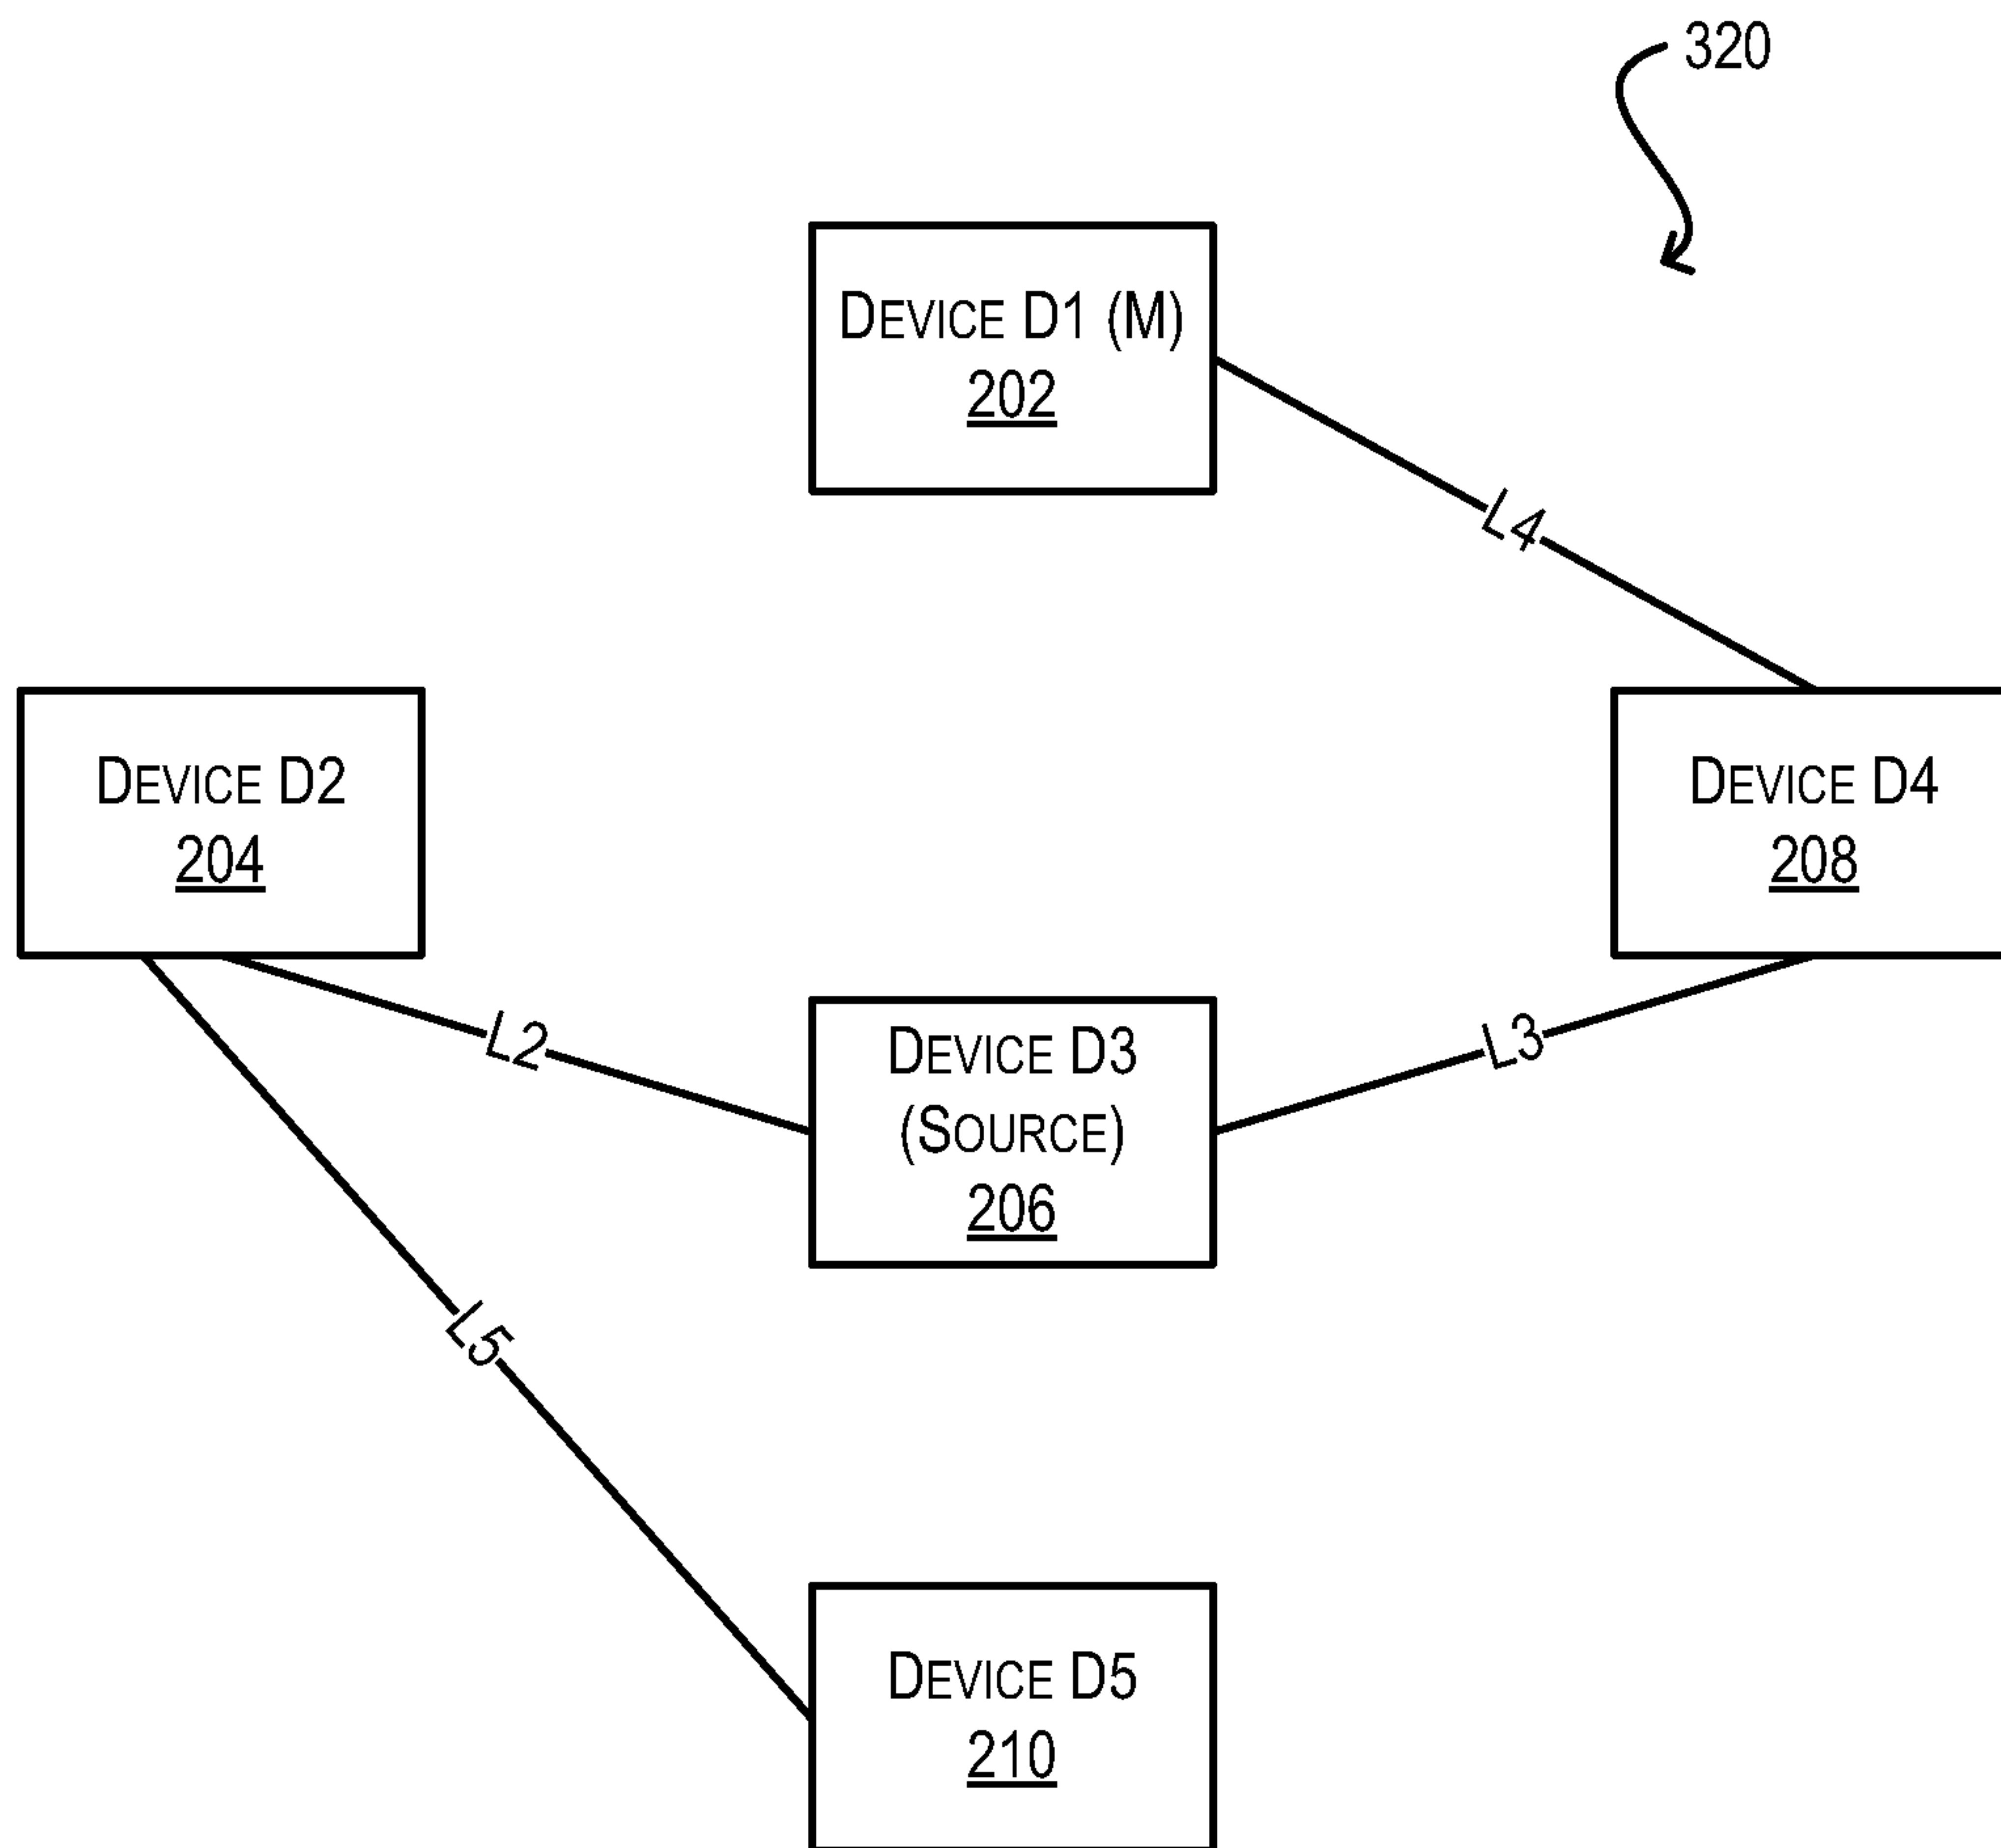 320
DEVICE D1 (M)
202
L4
DEVICE D2
204
DEVICE D4
208
L2
DEVICE D3
(SOURCE)
206
L3
L5
DEVICE D5
210